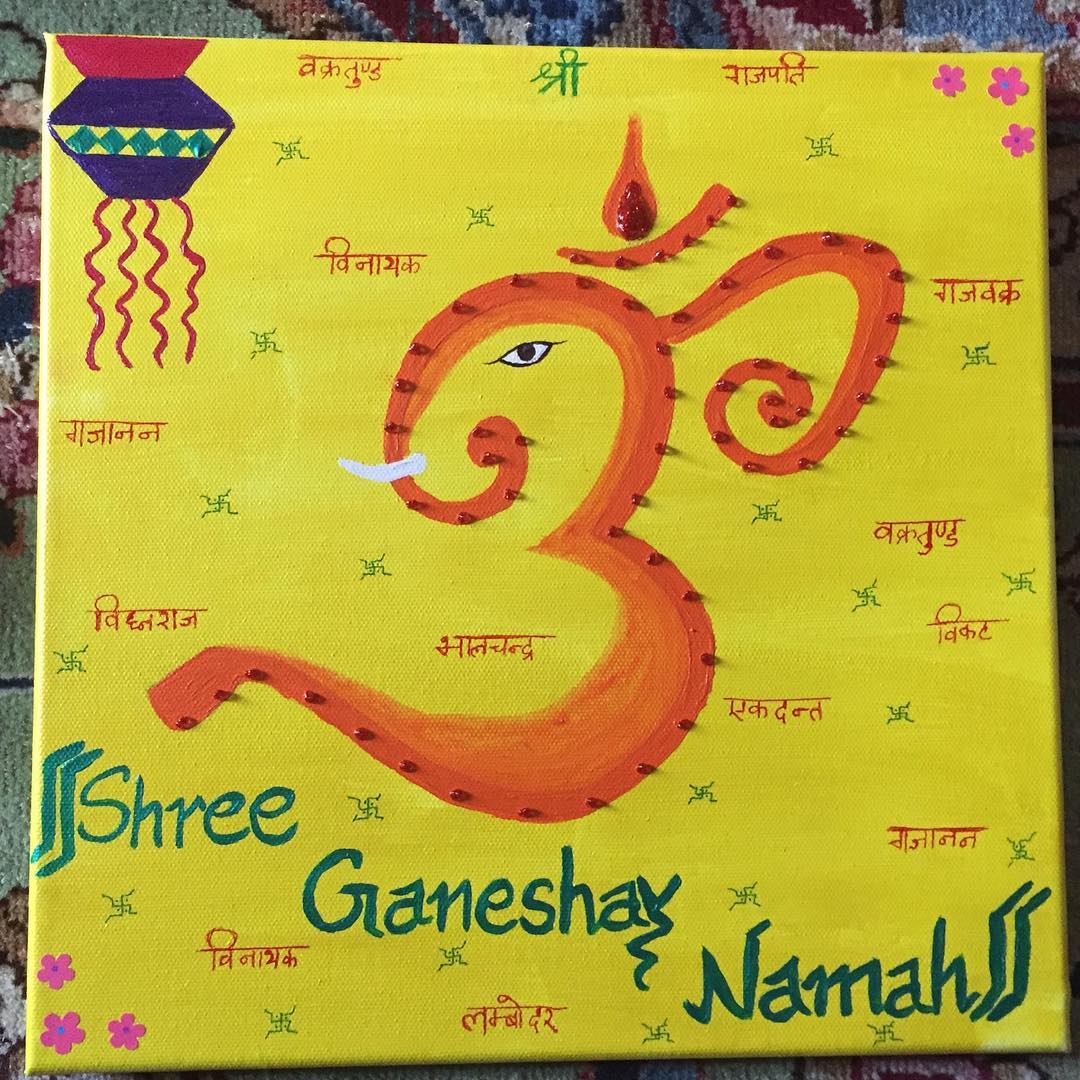 वक्रतुण्ड
श्री
राजपति
विनायक
गजवक्र
गजानन
वक्रतुण्ड
विघ्नराज
विकट
भालचन्द्र
एकदन्त
॥Shree
Ganeshay
Namah॥
गजानन
विनायक
लम्बोदर